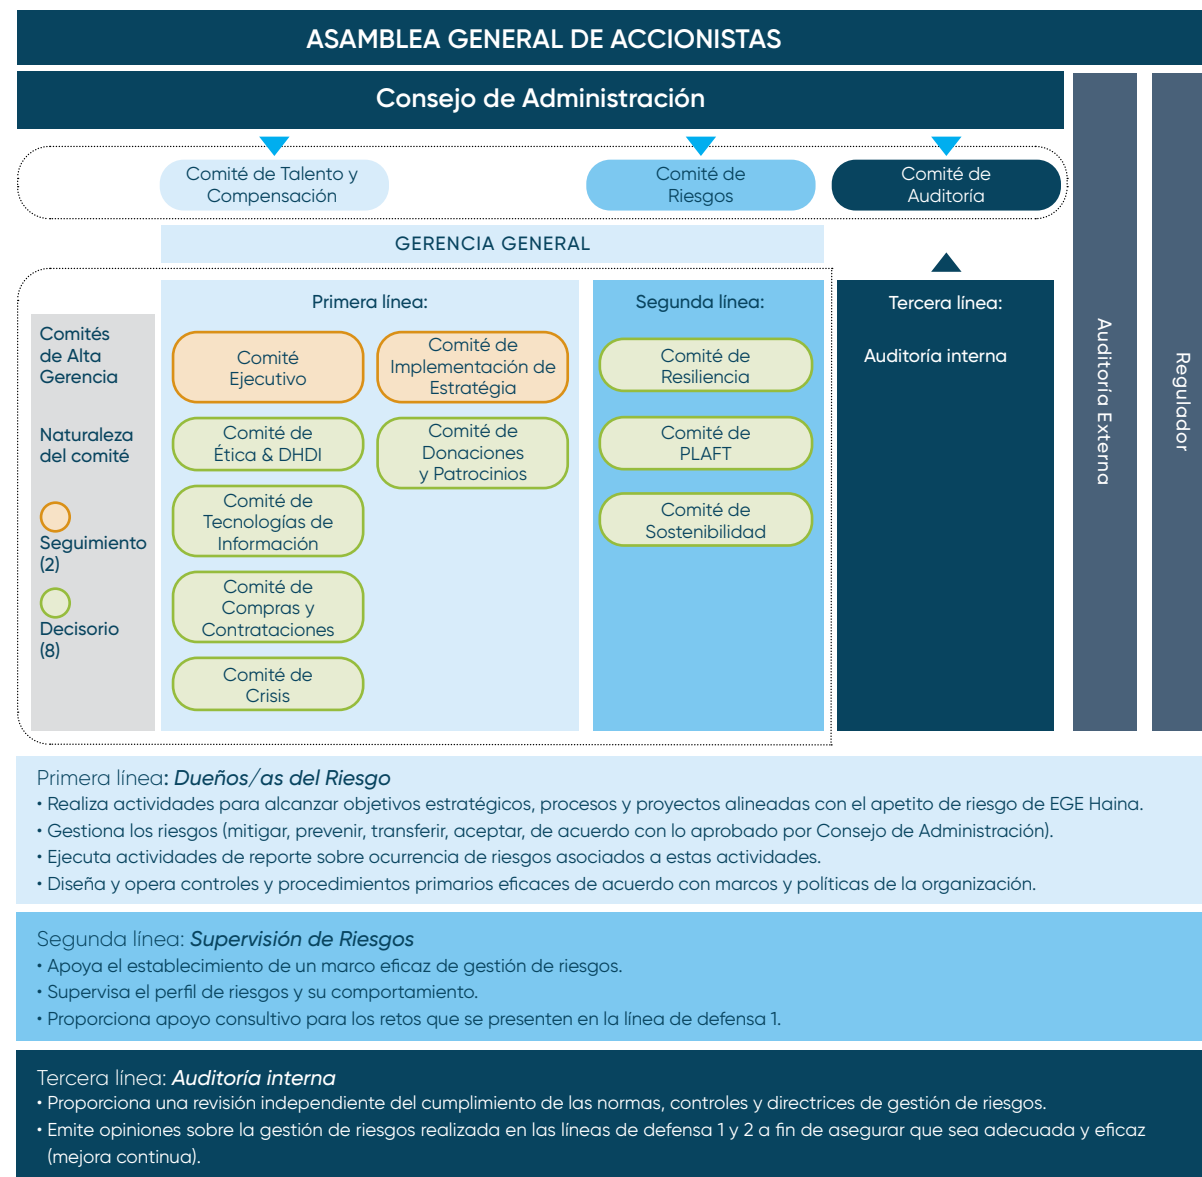 ASAMBLEA GENERAL DE ACCIONISTAS
Consejo de Administración
Comité de Talento y
Compensación
Comité de
Riesgos
Comité de
Auditoría
GERENCIA GENERAL
Comités
de Alta
Gerencia
Naturaleza
del comité
Seguimiento
(2)
Decisorio
(8)
Primera línea:
Comité
Ejecutivo
Comité de
Implementación de
Estratégia
Comité de
Ética & DHDI
Comité de
Donaciones
y Patrocinios
Comité de
Tecnologías de
Información
Comité de
Compras y
Contrataciones
Comité de
Crisis
Segunda línea:
Comité de
Resiliencia
Comité de
PLAFT
Comité de
Sostenibilidad
Tercera línea:
Auditoría interna
Auditoría Externa
Regulador
Primera línea: Dueños/as del Riesgo
• Realiza actividades para alcanzar objetivos estratégicos, procesos y proyectos alineadas con el apetito de riesgo de EGE Haina.
• Gestiona los riesgos (mitigar, prevenir, transferir, aceptar, de acuerdo con lo aprobado por Consejo de Administración).
• Ejecuta actividades de reporte sobre ocurrencia de riesgos asociados a estas actividades.
• Diseña y opera controles y procedimientos primarios eficaces de acuerdo con marcos y políticas de la organización.
Segunda línea: Supervisión de Riesgos
• Apoya el establecimiento de un marco eficaz de gestión de riesgos.
• Supervisa el perfil de riesgos y su comportamiento.
• Proporciona apoyo consultivo para los retos que se presenten en la línea de defensa 1.
Tercera línea: Auditoría interna
• Proporciona una revisión independiente del cumplimiento de las normas, controles y directrices de gestión de riesgos.
• Emite opiniones sobre la gestión de riesgos realizada en las líneas de defensa 1 y 2 a fin de asegurar que sea adecuada y eficaz
(mejora continua).